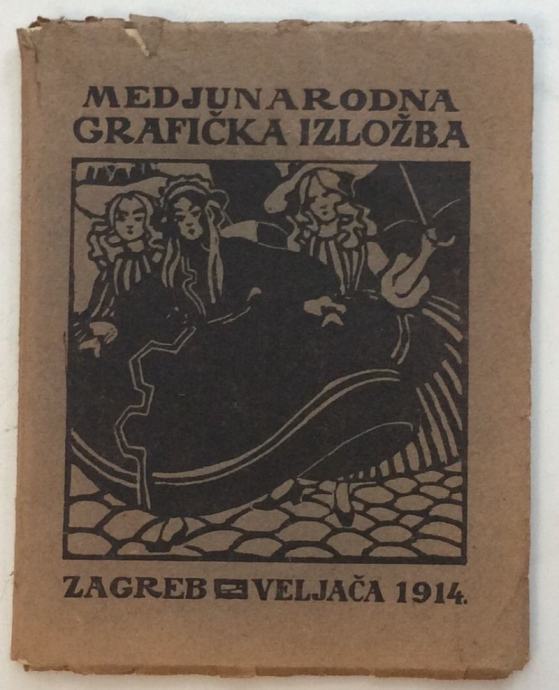 MEDJUNARODNA
GRAFIČKA IZLOŽBA
ZAGREB VELJAČA 1914.